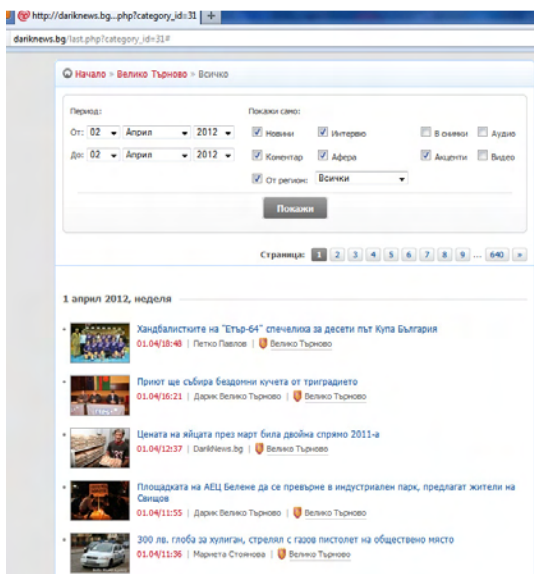 http://dariknews.bg...php?category_id=31 +
dariknews.bg/last.php?category_id=31#
Начало » Велико Търново » Всичко
Период: Покажи само:
От: 02 Април 2012 Новини Интервю В снимки Аудио
До: 02 Април 2012 Коментар Афера Акценти Видео
От регион: Всички
Покажи
Страница: 1 2 3 4 5 6 7 8 9 ... 640 »
1 април 2012, неделя
Хандбалистките на "Етър-64" спечелиха за десети път Купа България
01.04/18:48 | Петко Павлов | Велико Търново
Приют ще събира бездомни кучета от триградието
01.04/16:21 | Дарик Велико Търново | Велико Търново
Цената на яйцата през март била двойна спрямо 2011-а
01.04/12:37 | DarikNews.bg | Велико Търново
Площадката на АЕЦ Белене да се превърне в индустриален парк, предлагат жители на
Свищов
01.04/11:55 | Дарик Велико Търново | Велико Търново
300 лв. глоба за хулиган, стрелял с газов пистолет на обществено място
01.04/11:36 | Мариета Стоянова | Велико Търново